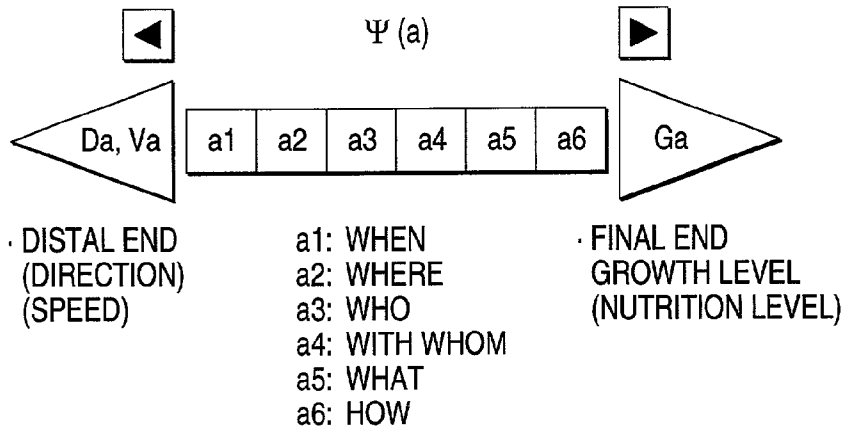 Ψ (a)
Da, Va a1 a2 a3 a4 a5 a6 Ga
· DISTAL END
(DIRECTION)
(SPEED)
a1: WHEN
a2: WHERE
a3: WHO
a4: WITH WHOM
a5: WHAT
a6: HOW
· FINAL END
GROWTH LEVEL
(NUTRITION LEVEL)